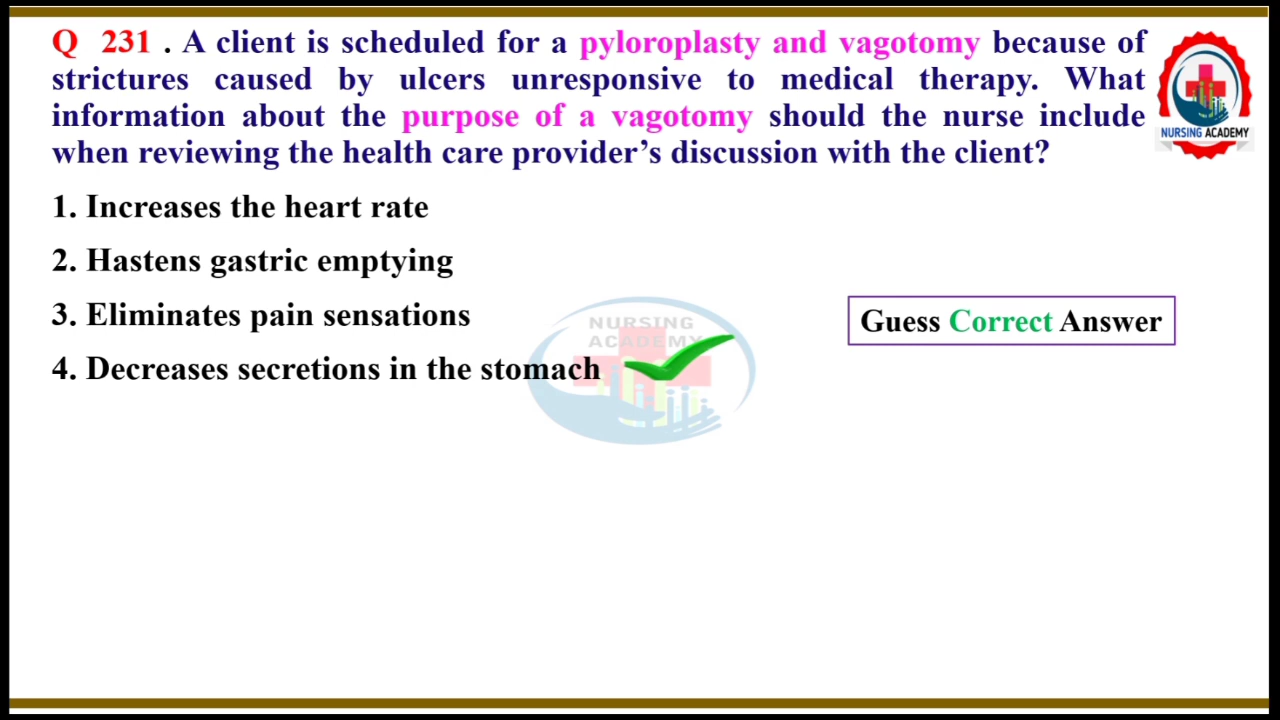 Q 231 . A client is scheduled for a pyloroplasty and vagotomy because of
strictures caused by ulcers unresponsive to medical therapy. What
information about the purpose of a vagotomy should the nurse include
when reviewing the health care provider’s discussion with the client?
NURSING ACADEMY
1. Increases the heart rate
2. Hastens gastric emptying
3. Eliminates pain sensations
4. Decreases secretions in the stomach
NURSING
ACADEMY
Guess Correct Answer